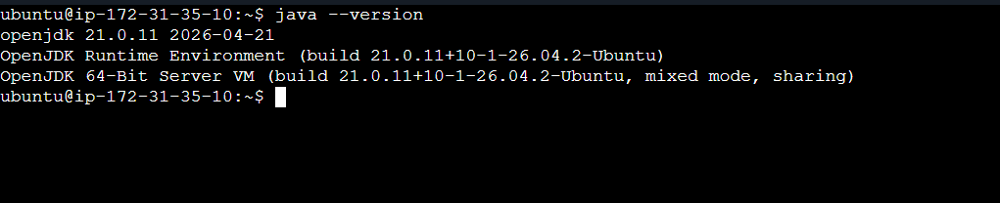 ubuntu@ip-172-31-35-10:~$ java --version
openjdk 21.0.11 2026-04-21
OpenJDK Runtime Environment (build 21.0.11+10-1-26.04.2-Ubuntu)
OpenJDK 64-Bit Server VM (build 21.0.11+10-1-26.04.2-Ubuntu, mixed mode, sharing)
ubuntu@ip-172-31-35-10:~$